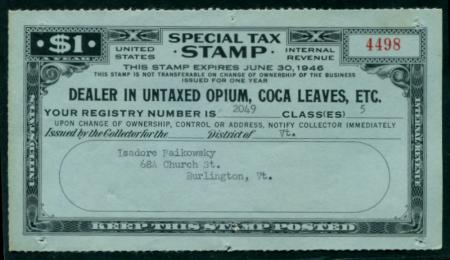 $1
A YEAR
UNITED STATES
SPECIAL TAX
STAMP
INTERNAL REVENUE
4498
THIS STAMP EXPIRES JUNE 30, 1946
THIS STAMP IS NOT TRANSFERABLE ON CHANGE OF OWNERSHIP OF THE BUSINESS
ISSUED FOR ONE YEAR
DEALER IN UNTAXED OPIUM, COCA LEAVES, ETC.
YOUR REGISTRY NUMBER IS 2049 CLASS(ES) 5
UPON CHANGE OF OWNERSHIP, CONTROL OR ADDRESS, NOTIFY COLLECTOR IMMEDIATELY
Issued by the Collector for the District of Vt.
Isadore Paikowsky
68A Church St.
Burlington, Vt.
UNITED STATES
INTERNAL REVENUE
KEEP THIS STAMP POSTED